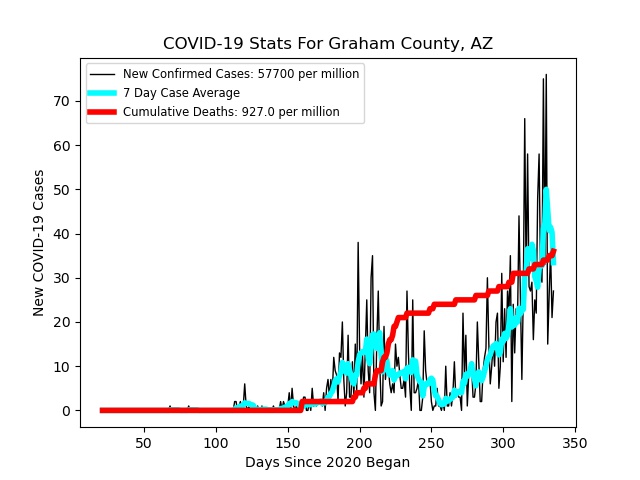 COVID-19 Stats For Graham County, AZ
New Confirmed Cases: 57700 per million
7 Day Case Average
Cumulative Deaths: 927.0 per million
New COVID-19 Cases
70
60
50
40
30
20
10
0
50 100 150 200 250 300 350
Days Since 2020 Began